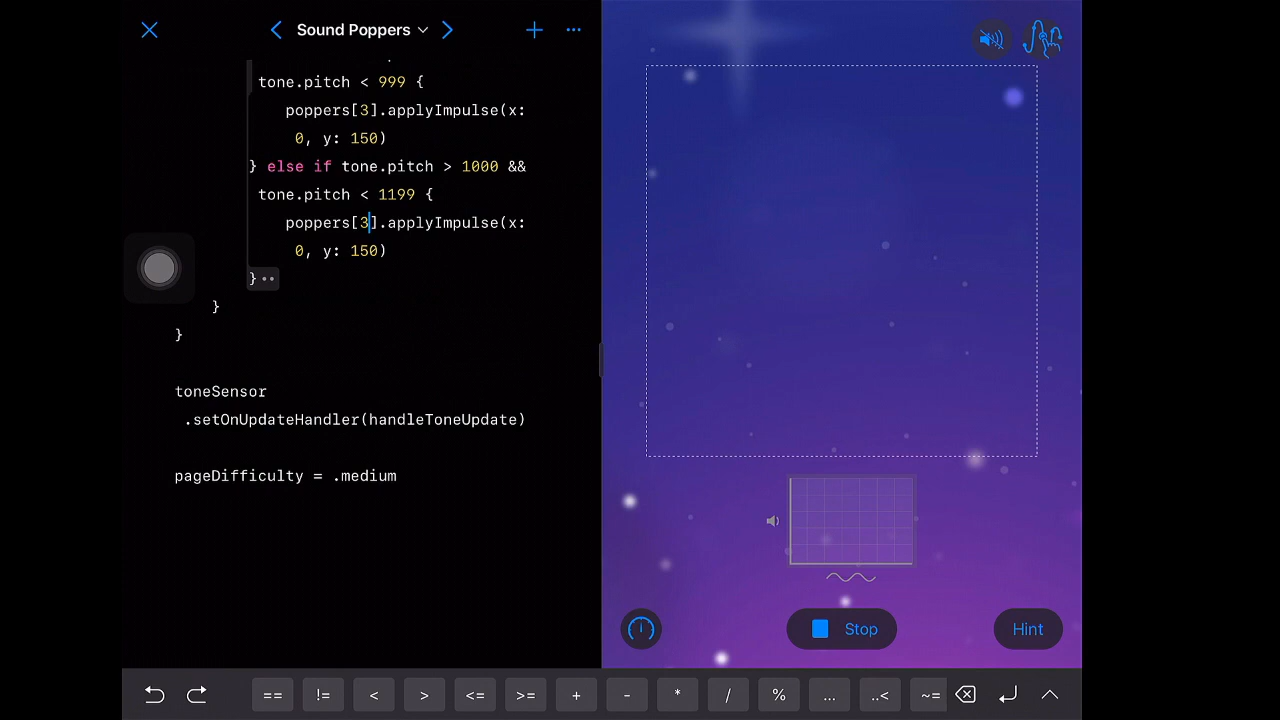 Sound Poppers
tone.pitch < 999 {
poppers[3].applyImpulse(x:
0, y: 150)
} else if tone.pitch > 1000 &&
tone.pitch < 1199 {
poppers[3].applyImpulse(x:
0, y: 150)
}
}
}
toneSensor
.setOnUpdateHandler(handleToneUpdate)
pageDifficulty = .medium
Stop
Hint
== != < > <= >= + - * / % ... ..< ~=